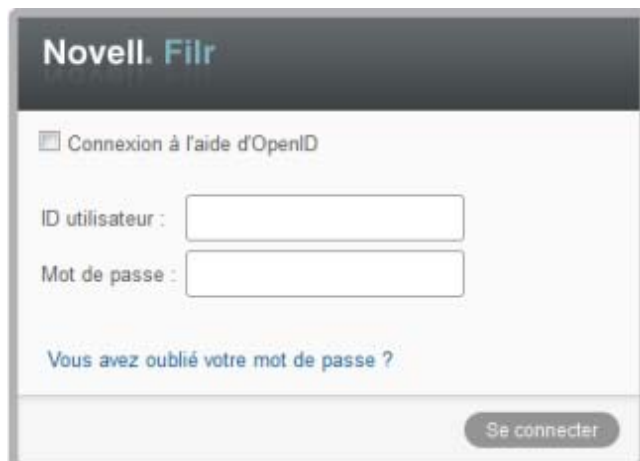 Novell. Filr
Connexion à l'aide d'OpenID
ID utilisateur :
Mot de passe :
Vous avez oublié votre mot de passe ?
Se connecter